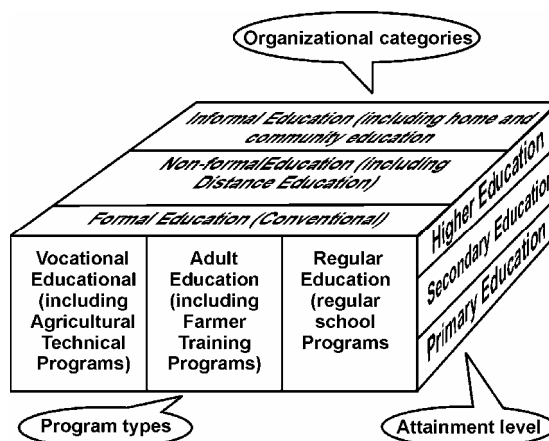 Organizational categories
Informal Education (including home and
community education
Non-formalEducation (including
Distance Education)
Formal Education (Conventional)
Higher Education
Secondary Education
Primary Education
Vocational
Educational
(including
Agricultural
Technical
Programs)
Adult
Education
(including
Farmer
Training
Programs)
Regular
Education
(regular
school
Programs
Program types
Attainment level